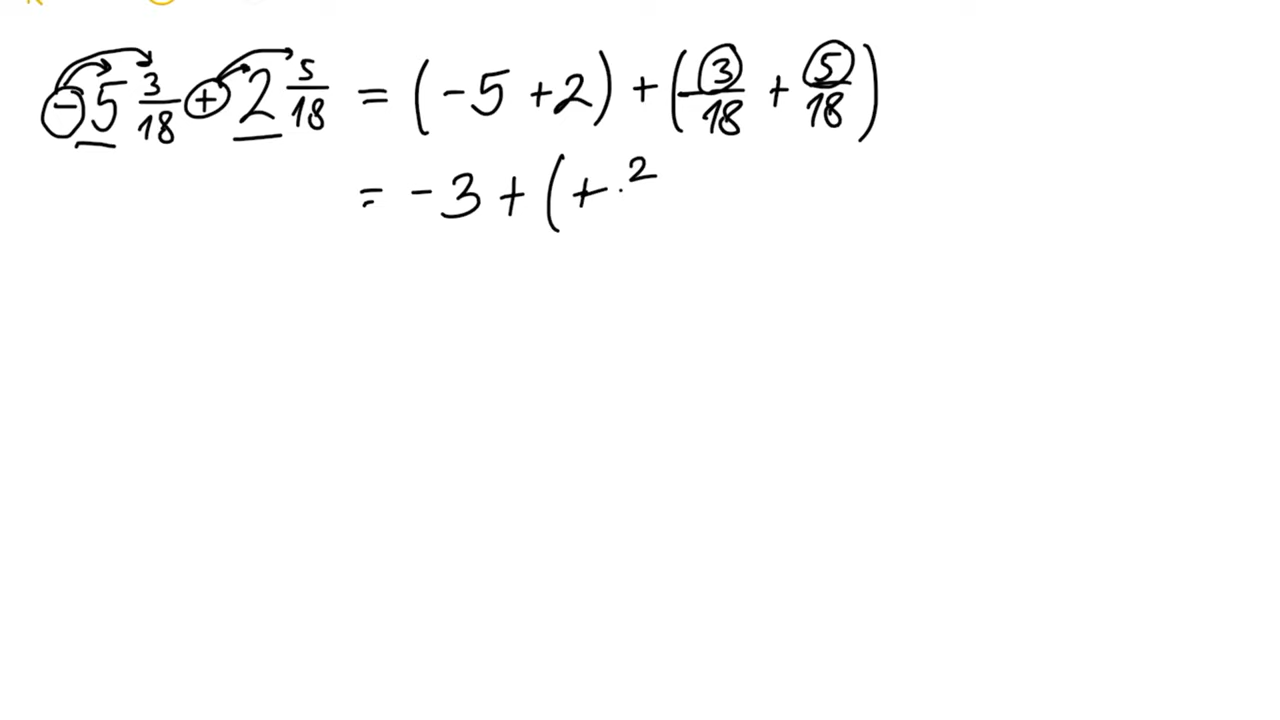 -5 3/18 + 2 5/18 = (-5 +2) + (-3/18 + 5/18)
= -3 + (+ 2